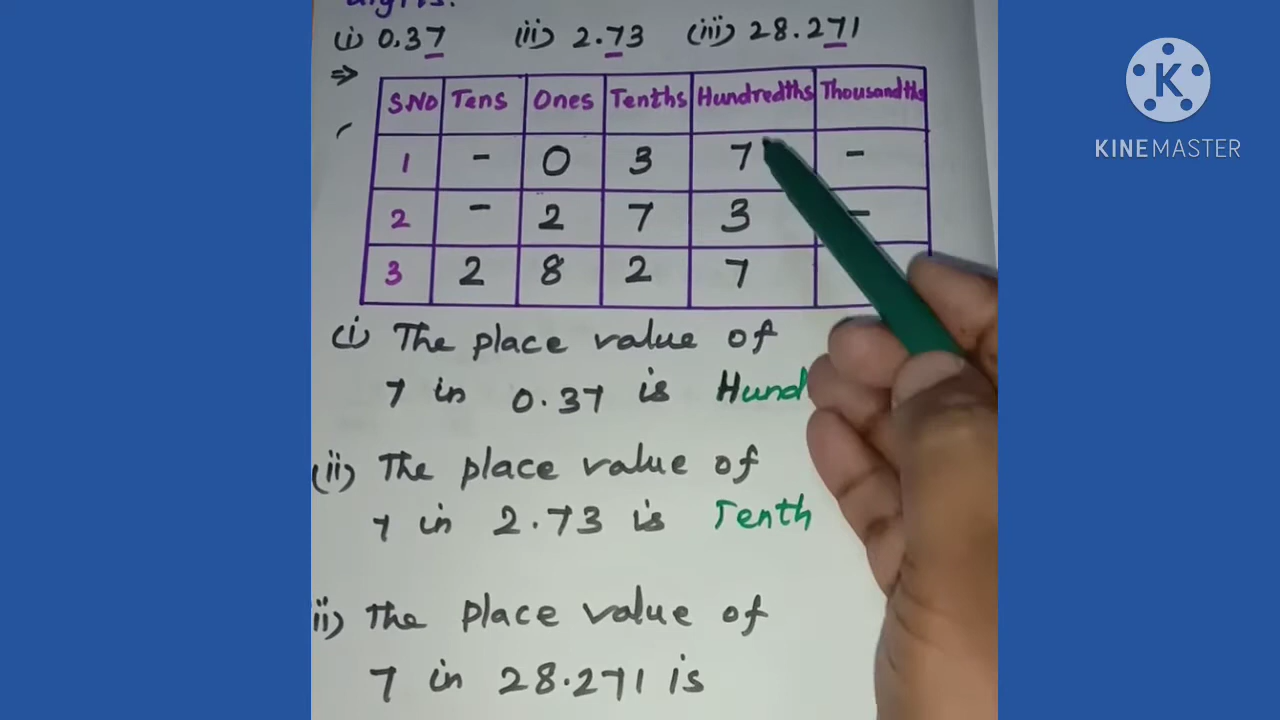 digits.
(i) 0.37 (ii) 2.73 (iii) 28.271
⇒
S.No Tens Ones Tenths Hundredths Thousandths
1 - 0 3 7 -
2 - 2 7 3 -
3 2 8 2 7
(i) The place value of
7 in 0.37 is Hund
(ii) The place value of
7 in 2.73 is Tenth
ii) The place value of
7 in 28.271 is
K
KINEMASTER